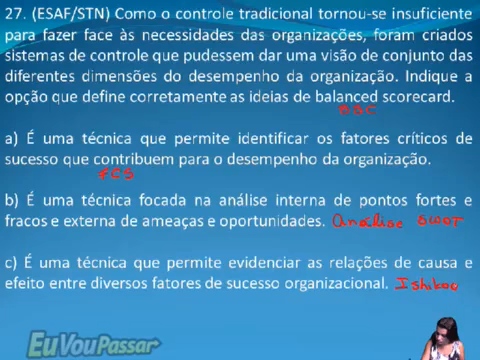 27. (ESAF/STN) Como o controle tradicional tornou-se insuficiente
para fazer face às necessidades das organizações, foram criados
sistemas de controle que pudessem dar uma visão de conjunto das
diferentes dimensões do desempenho da organização. Indique a
opção que define corretamente as ideias de balanced scorecard.
BSC
a) É uma técnica que permite identificar os fatores críticos de
sucesso que contribuem para o desempenho da organização.
FCS
b) É uma técnica focada na análise interna de pontos fortes e
fracos e externa de ameaças e oportunidades. Análise SWOT
c) É uma técnica que permite evidenciar as relações de causa e
efeito entre diversos fatores de sucesso organizacional. Ishikaa
EuVouPassar